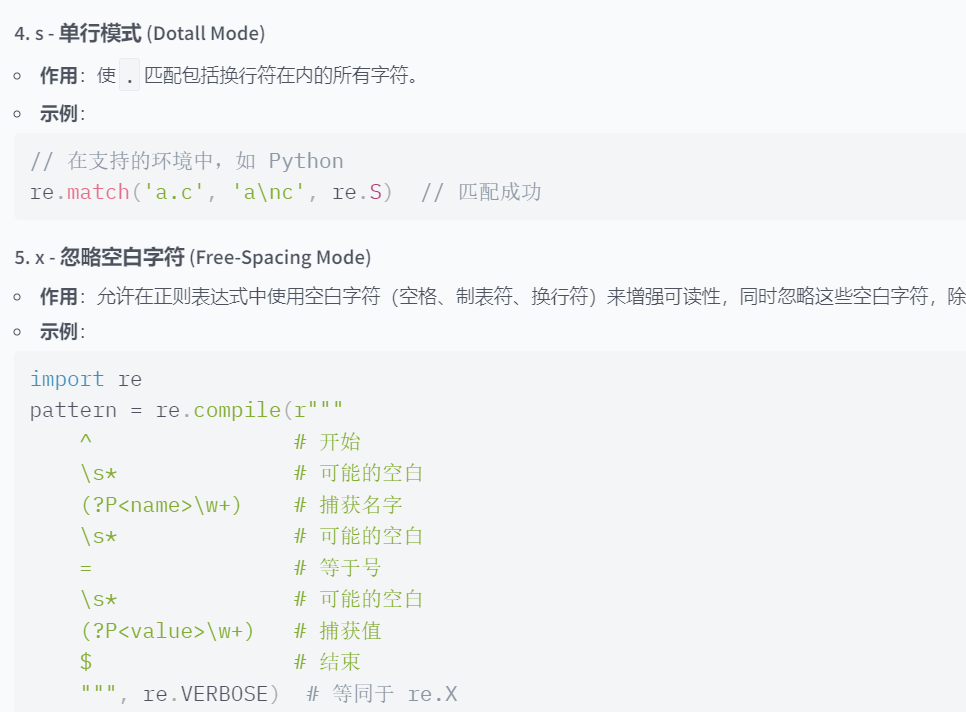 4. s - 单行模式 (Dotall Mode)
作用：使 . 匹配包括换行符在内的所有字符。
示例：
// 在支持的环境中，如 Python
re.match('a.c', 'a\nc', re.S)  // 匹配成功
5. x - 忽略空白字符 (Free-Spacing Mode)
作用：允许在正则表达式中使用空白字符（空格、制表符、换行符）来增强可读性，同时忽略这些空白字符，除
示例：
import re
pattern = re.compile(r"""
    ^                # 开始
    \s*              # 可能的空白
    (?P<name>\w+)    # 捕获名字
    \s*              # 可能的空白
    =                # 等于号
    \s*              # 可能的空白
    (?P<value>\w+)   # 捕获值
    $                # 结束
    """, re.VERBOSE)  # 等同于 re.X